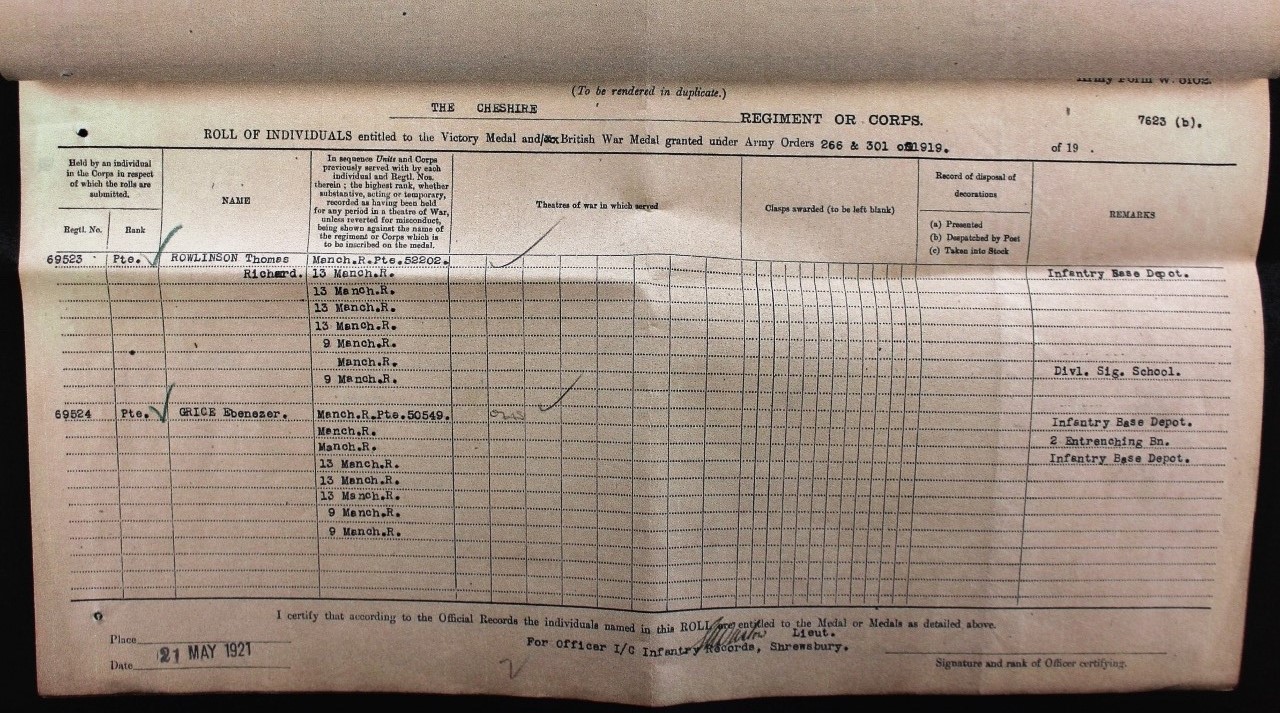 Army Form W. 5102.
(To be rendered in duplicate.)
THE CHESHIRE REGIMENT OR CORPS. 7623 (b).
ROLL OF INDIVIDUALS entitled to the Victory Medal and/or British War Medal granted under Army Orders 266 & 301 of 1919. of 19 .
Held by an individual
in the Corps in respect
of which the rolls are
submitted.
Regtl. No.
Rank
NAME
In sequence Units and Corps
previously served with by each
individual and Regtl. Nos.
therein ; the highest rank, whether
substantive, acting or temporary,
recorded as having been held
for any period in a theatre of War,
unless reverted for misconduct,
being shown against the name of
the regiment or Corps which is
to be inscribed on the medal.
Theatres of war in which served
Clasps awarded (to be left blank)
Record of disposal of
decorations
(a) Presented
(b) Despatched by Post
(c) Taken into Stock
REMARKS
69523 Pte. ROWLINSON Thomas Manch.R.Pte.52202.
Richard. 13 Manch.R. Infantry Base Depot.
13 Manch.R.
13 Manch.R.
13 Manch.R.
9 Manch.R.
Manch.R.
9 Manch.R. Divl. Sig. School.
69524 Pte. GRICE Ebenezer. Manch.R.Pte.50549.
Manch.R. Infantry Base Depot.
Manch.R. 2 Entrenching Bn.
13 Manch.R. Infantry Base Depot.
13 Manch.R.
13 Manch.R.
9 Manch.R.
9 Manch.R.
I certify that according to the Official Records the individuals named in this ROLL are entitled to the Medal or Medals as detailed above.
Lieut.
Place
For Officer I/C Infantry Records, Shrewsbury.
Date 21 MAY 1921
Signature and rank of Officer certifying.